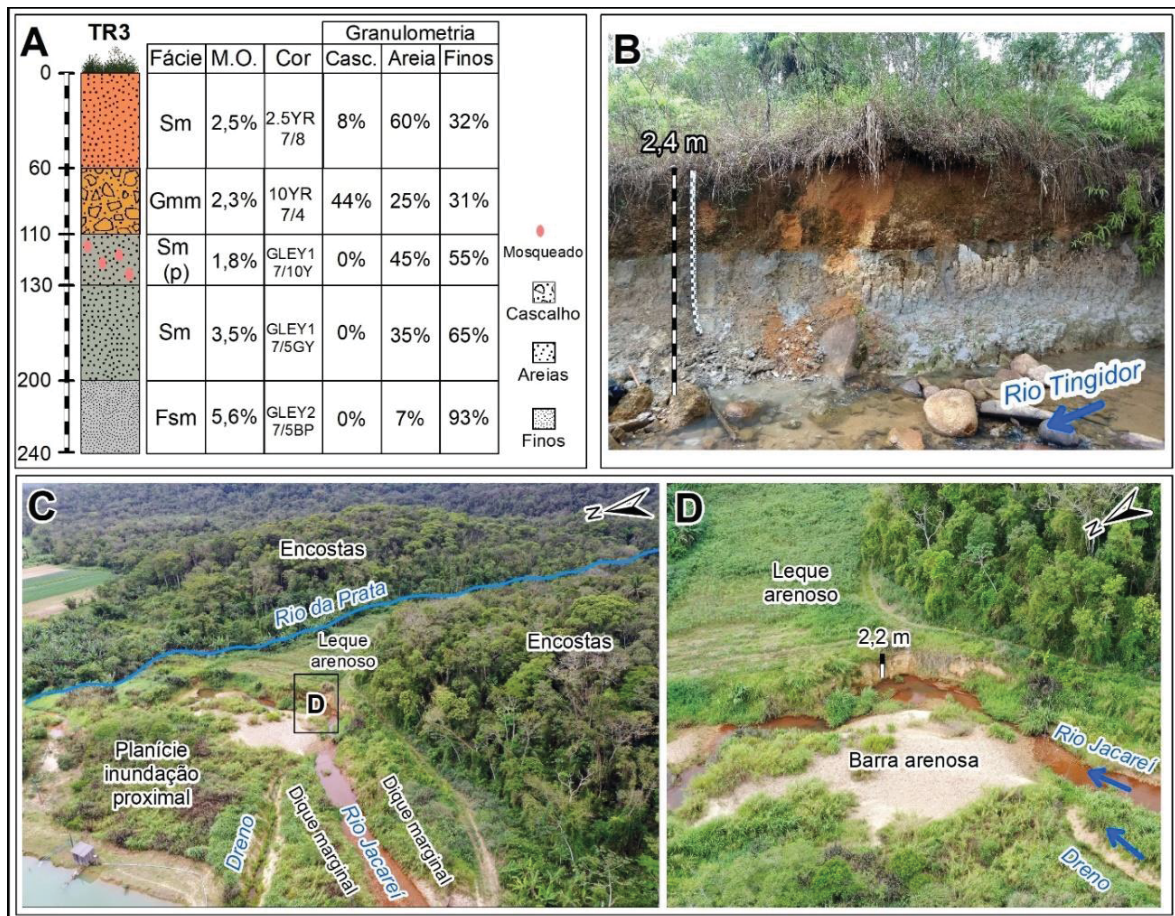 A
TR3
Granulometria
Fácie M.O. Cor Casc. Areia Finos
0
Sm 2,5% 2.5YR 7/8 8% 60% 32%
60
Gmm 2,3% 10YR 7/4 44% 25% 31%
110
Sm (p) 1,8% GLEY1 7/10Y 0% 45% 55%
130
Sm 3,5% GLEY1 7/5GY 0% 35% 65%
200
Fsm 5,6% GLEY2 7/5BP 0% 7% 93%
240
Mosqueado
Cascalho
Areias
Finos
B
2,4 m
Rio Tingidor
C
N
Encostas
Rio da Prata
Leque
arenoso
Encostas
D
Planície
inundação
proximal
Dreno
Dique marginal
Rio Jacareí
Dique marginal
D
N
Leque
arenoso
2,2 m
Rio Jacareí
Barra arenosa
Dreno